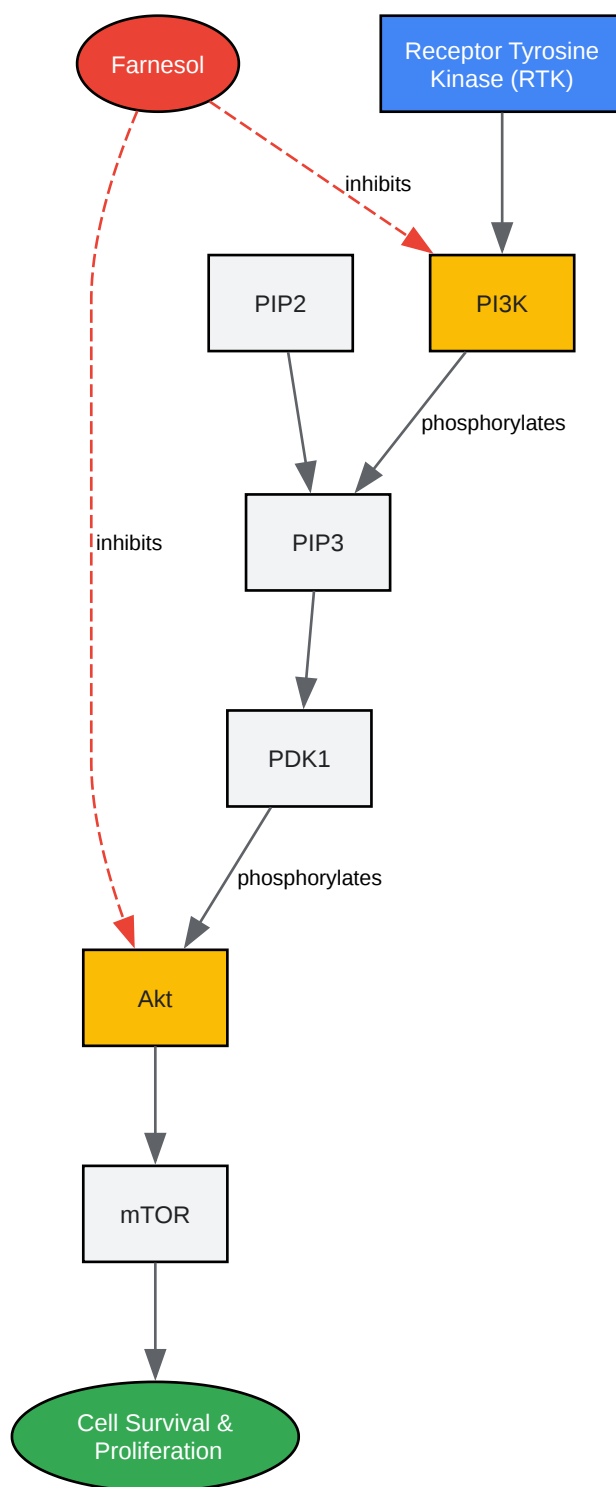 Farnesol
Receptor Tyrosine
Kinase (RTK)
inhibits
PIP2
PI3K
phosphorylates
PIP3
inhibits
PDK1
phosphorylates
Akt
mTOR
Cell Survival &
Proliferation